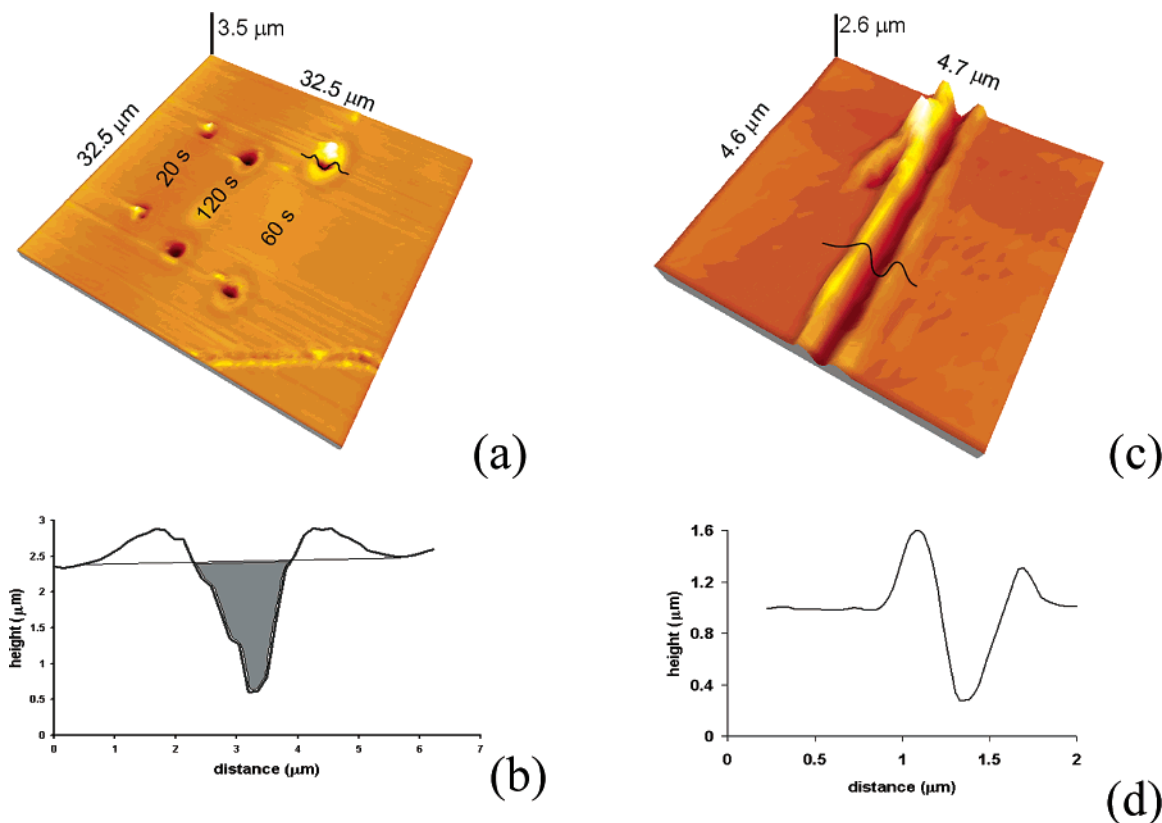 3.5 μm
32.5 μm
32.5 μm
20 s
120 s
60 s
(a)
2.6 μm
4.7 μm
4.6 μm
(c)
3
2.5
2
1.5
1
0.5
0
height (μm)
0 1 2 3 4 5 6 7
distance (μm)
(b)
1.6
1.2
0.8
0.4
0
height (μm)
0 0.5 1 1.5 2
distance (μm)
(d)